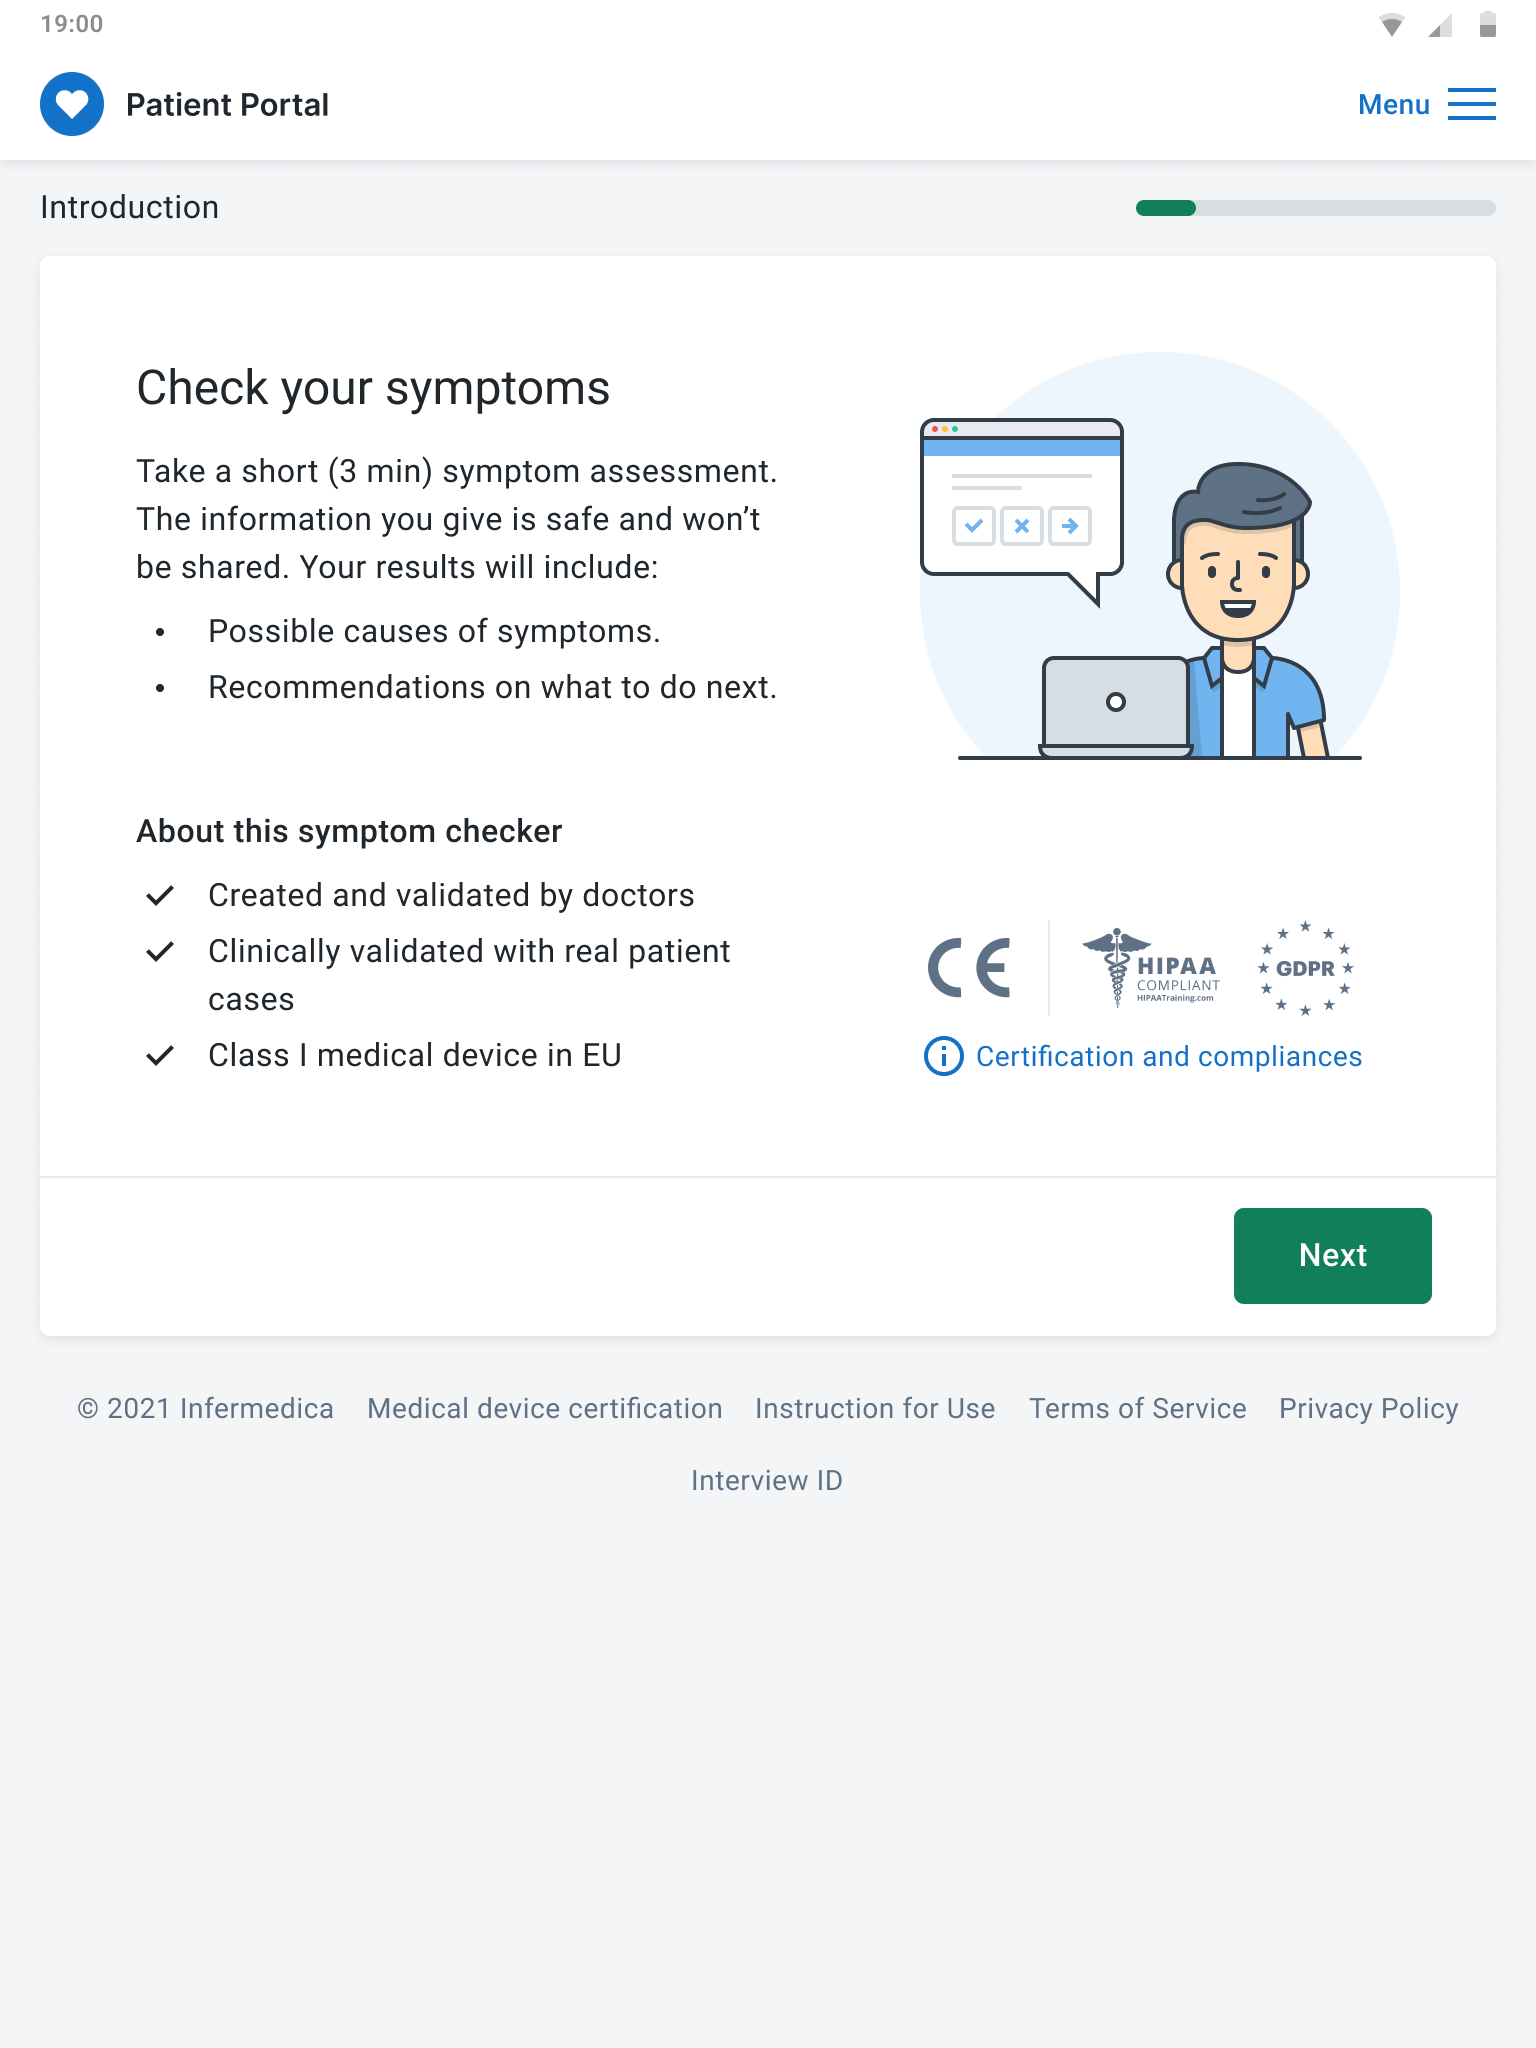 19:00
Patient Portal
Menu
Introduction
Check your symptoms
Take a short (3 min) symptom assessment.
The information you give is safe and won’t
be shared. Your results will include:
• Possible causes of symptoms.
• Recommendations on what to do next.
About this symptom checker
Created and validated by doctors
Clinically validated with real patient
cases
Class I medical device in EU
CE
HIPAA
COMPLIANT
HIPAATraining.com
GDPR
Certification and compliances
Next
© 2021 Infermedica Medical device certification Instruction for Use Terms of Service Privacy Policy
Interview ID